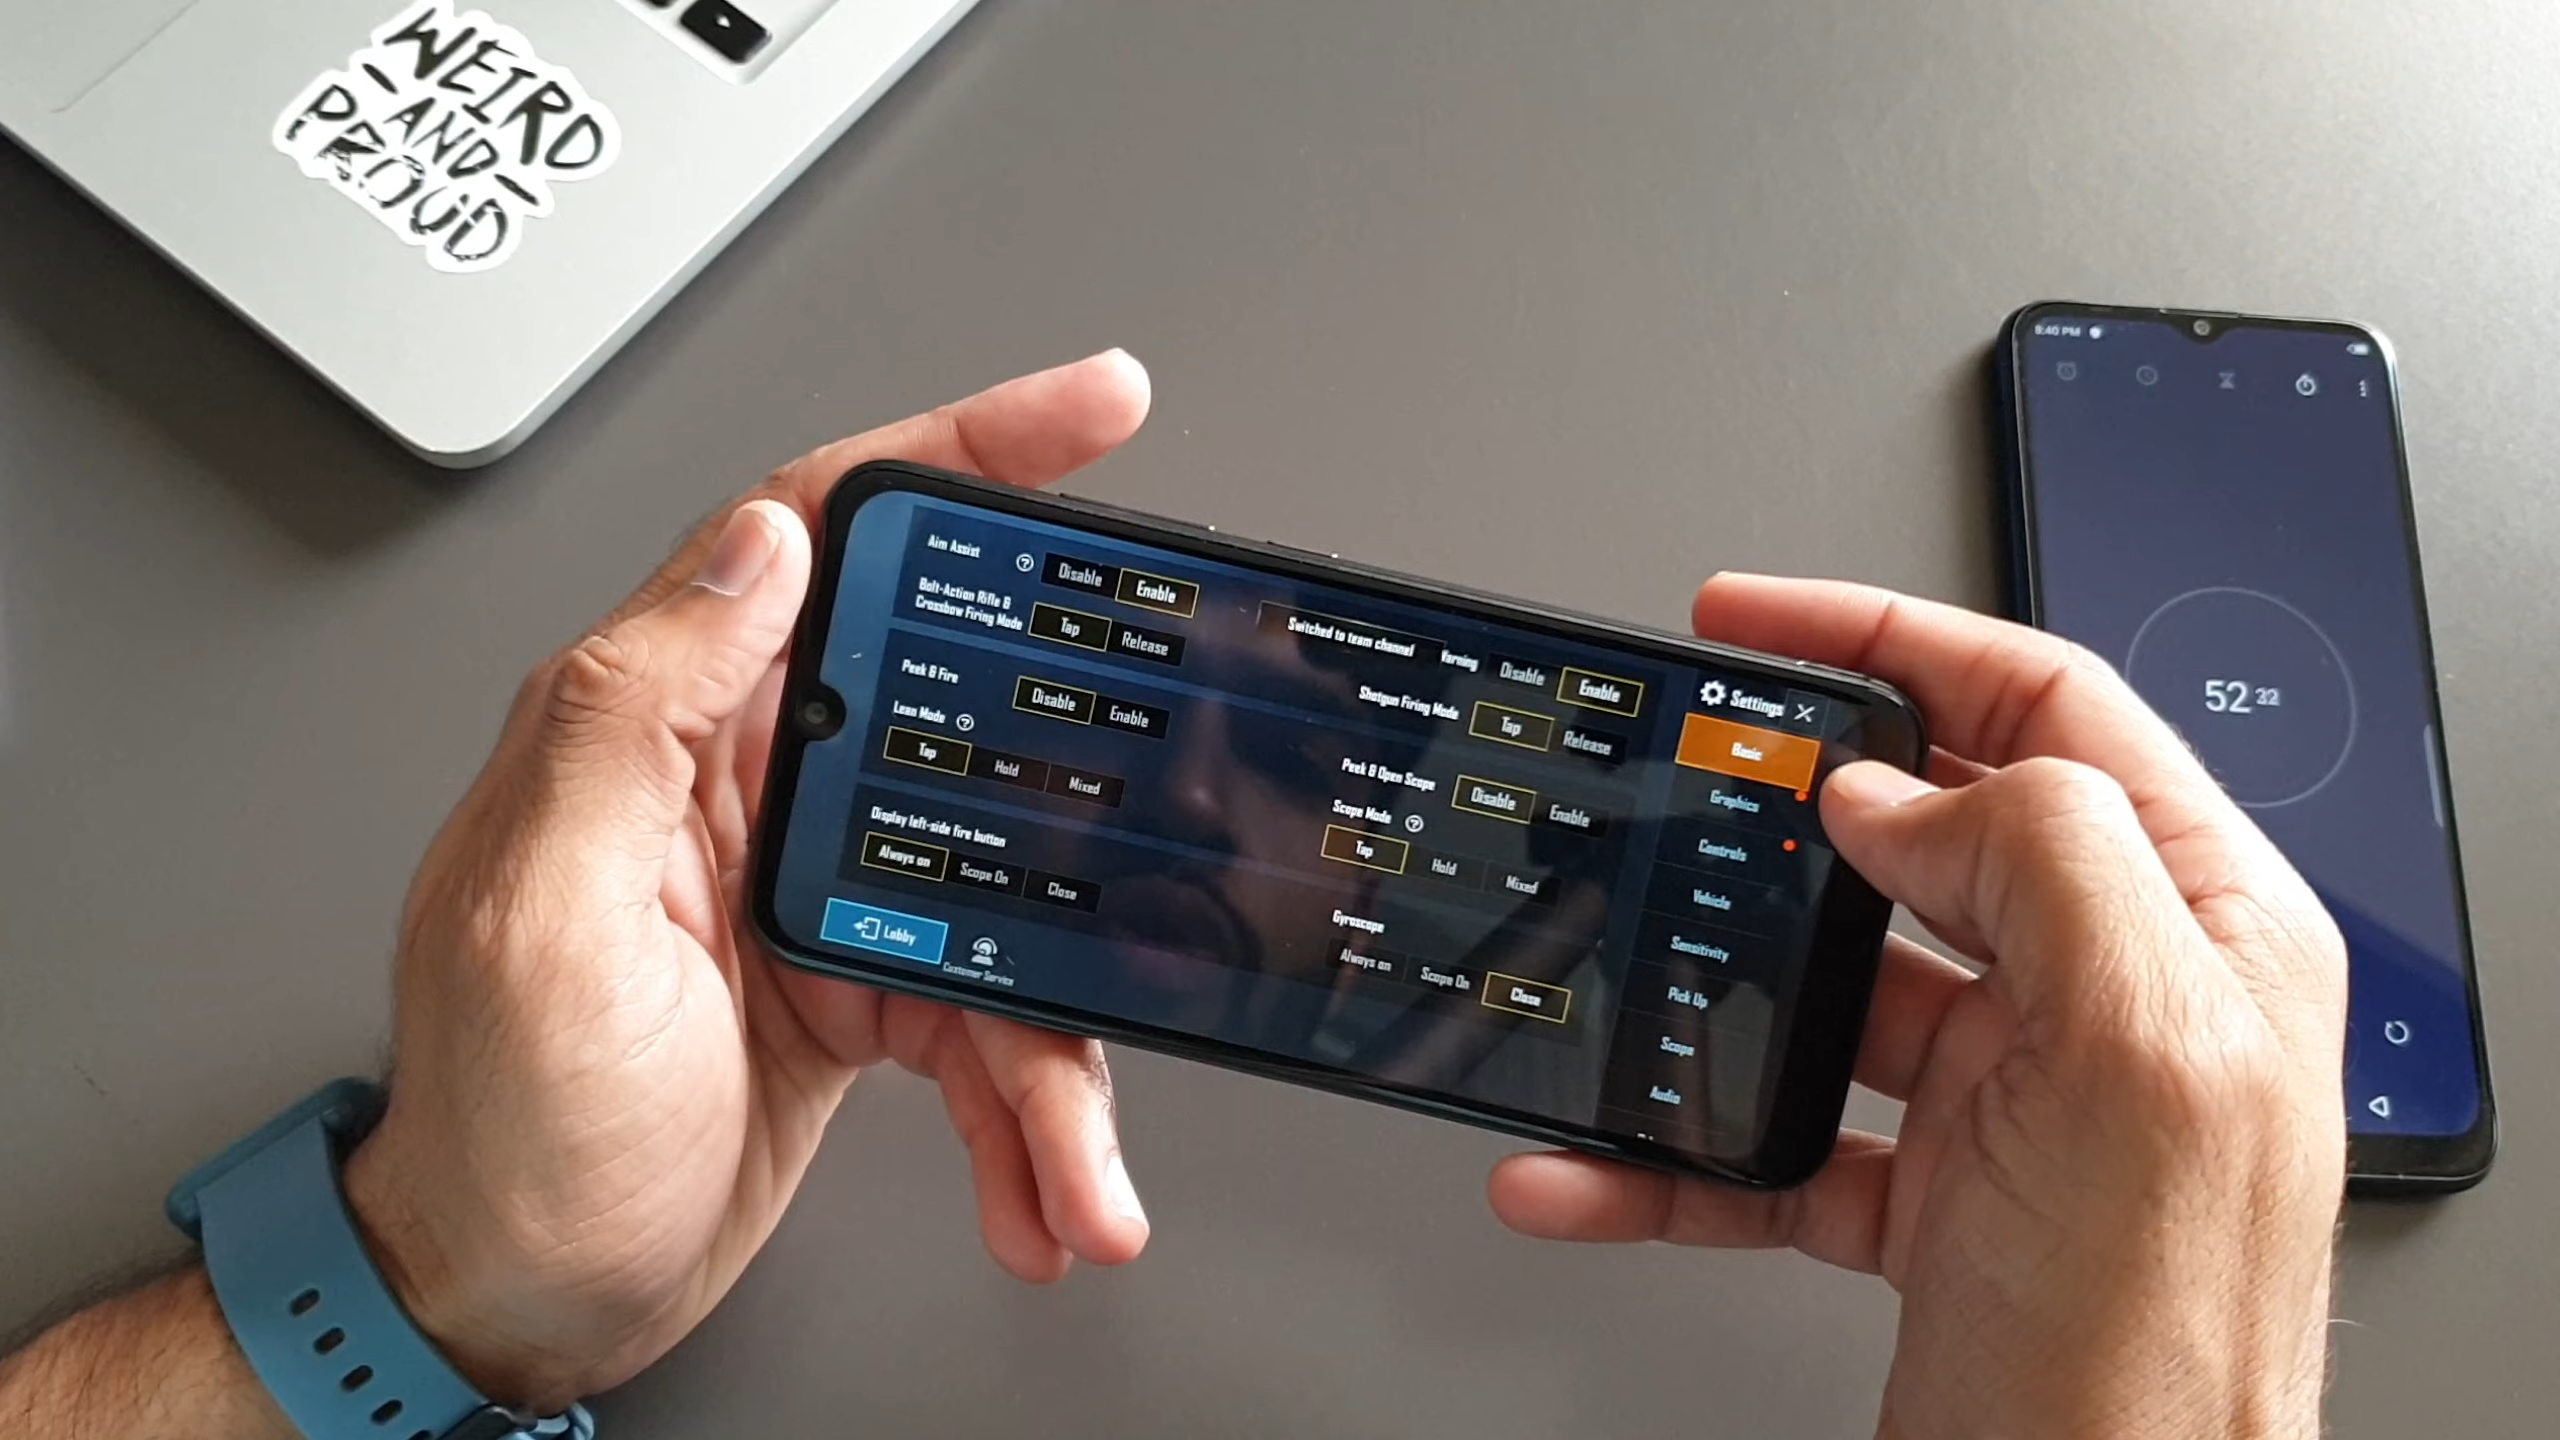 WEIRD
-AND-
PROUD
Aim Assist
Disable
Enable
Bolt-Action Rifle &
Crossbow Firing Mode
Tap
Release
Switched to team channel
Warning
Disable
Enable
Shotgun Firing Mode
Tap
Release
Peek & Fire
Disable
Enable
Lean Mode
Tap
Hold
Mixed
Peek & Open Scope
Disable
Enable
Scope Mode
Tap
Hold
Mixed
Display left-side fire button
Always on
Scope On
Close
Gyroscope
Always on
Scope On
Close
Lobby
Customer Service
Settings
Basic
Graphics
Controls
Vehicle
Sensitivity
Pick Up
Scope
Audio
8:40 PM
52 32